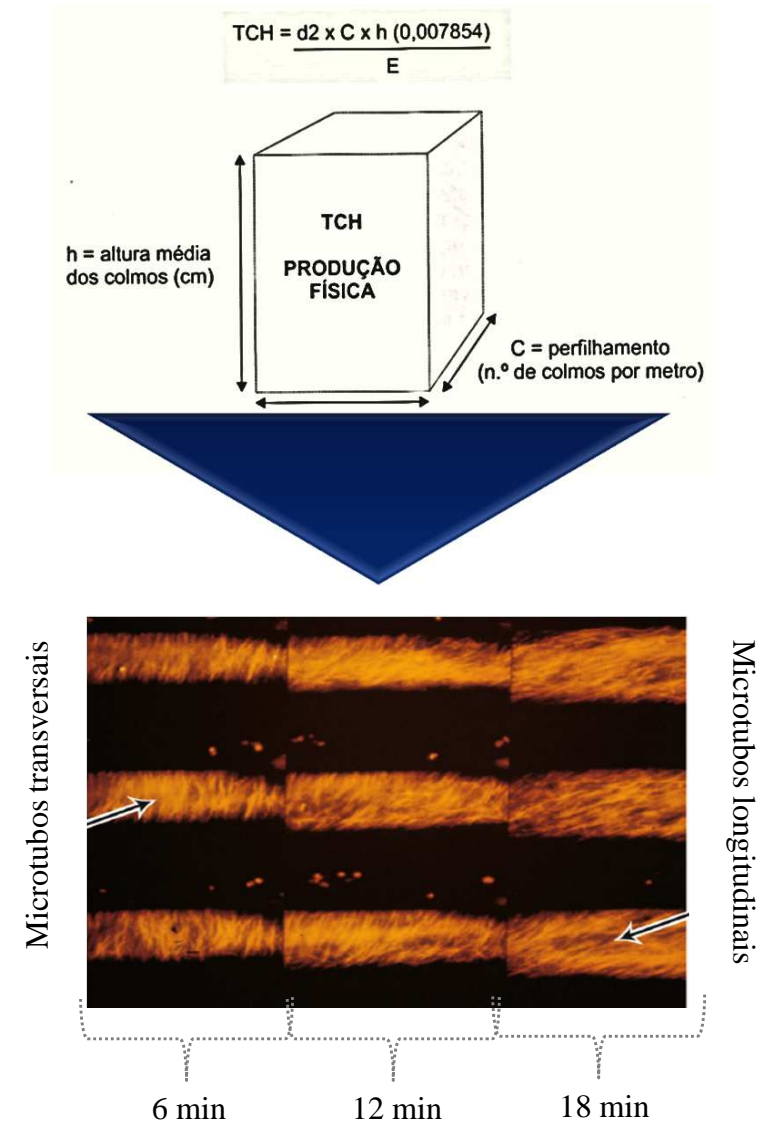 TCH = d2 x C x h (0,007854)
E
TCH
PRODUÇÃO
FÍSICA
h = altura média
dos colmos (cm)
C = perfilhamento
(n.º de colmos por metro)
Microtubos transversais
Microtubos longitudinais
6 min
12 min
18 min